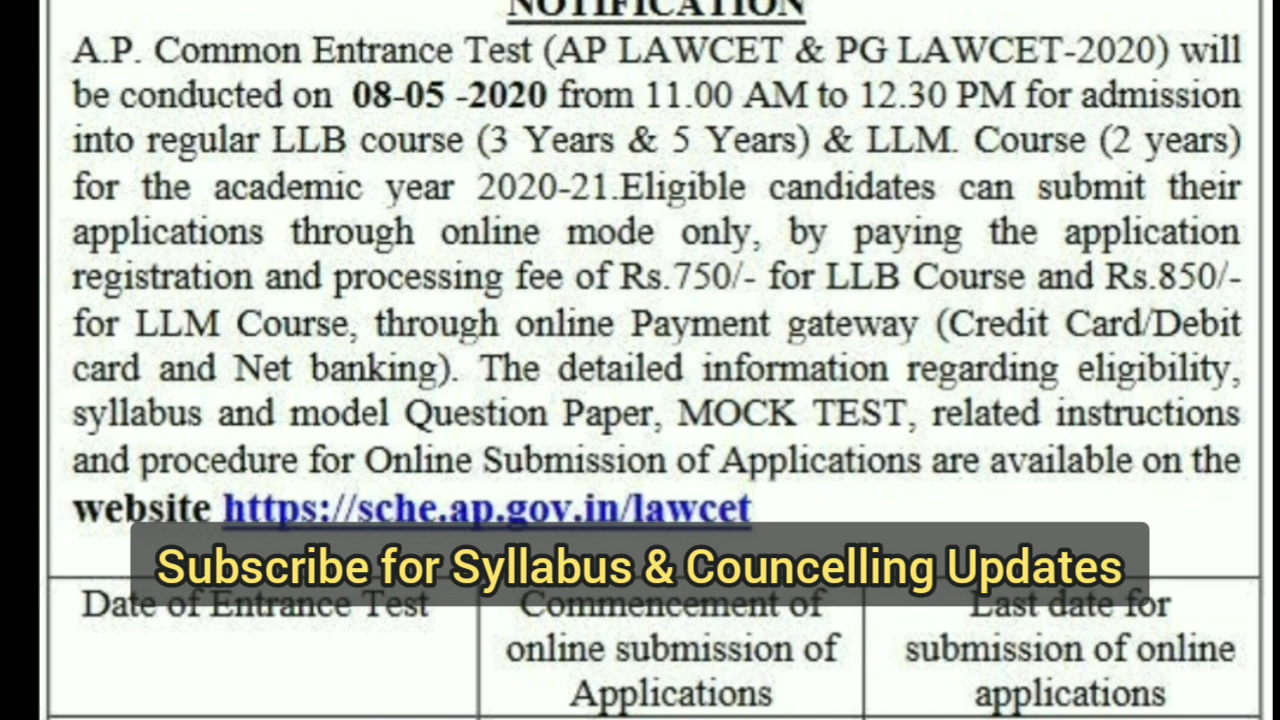 NOTIFICATION
A.P. Common Entrance Test (AP LAWCET & PG LAWCET-2020) will
be conducted on 08-05 -2020 from 11.00 AM to 12.30 PM for admission
into regular LLB course (3 Years & 5 Years) & LLM. Course (2 years)
for the academic year 2020-21.Eligible candidates can submit their
applications through online mode only, by paying the application
registration and processing fee of Rs.750/- for LLB Course and Rs.850/-
for LLM Course, through online Payment gateway (Credit Card/Debit
card and Net banking). The detailed information regarding eligibility,
syllabus and model Question Paper, MOCK TEST, related instructions
and procedure for Online Submission of Applications are available on the
website https://sche.ap.gov.in/lawcet
Subscribe for Syllabus & Councelling Updates
Date of Entrance Test
Commencement of
online submission of
Applications
Last date for
submission of online
applications